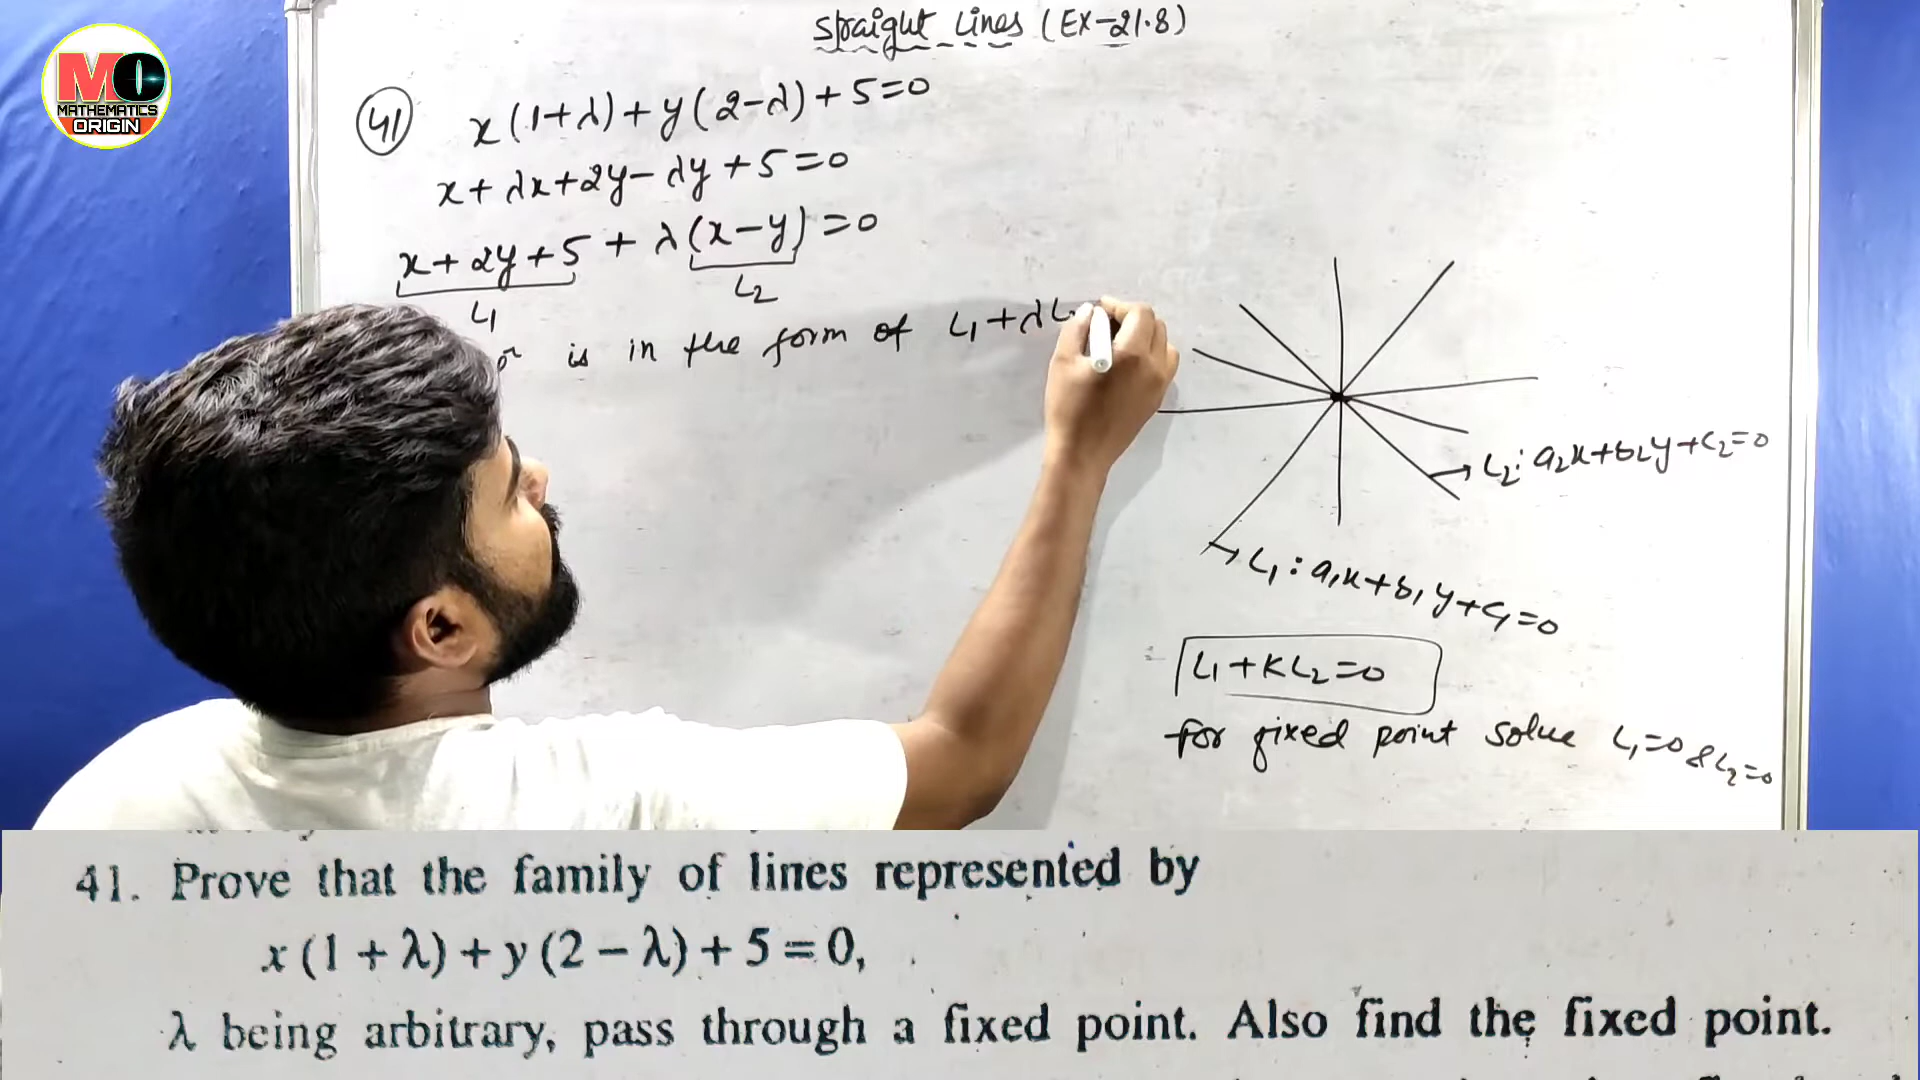 MO
MATHEMATICS
ORIGIN
Straight Lines (EX-21.8)
41
x(1+λ)+y(2-λ)+5=0
x+λx+2y-λy+5=0
x+2y+5+λ(x-y)=0
L₁ L₂
is in the form of L₁+λL
L₂: a₂x+b₂y+c₂=0
L₁: a₁x+b₁y+c₁=0
L₁+KL₂=0
for fixed point solve L₁=0 & L₂=0
41. Prove that the family of lines represented by
x (1 + λ) + y (2 − λ) + 5 = 0,
λ being arbitrary, pass through a fixed point. Also find the fixed point.